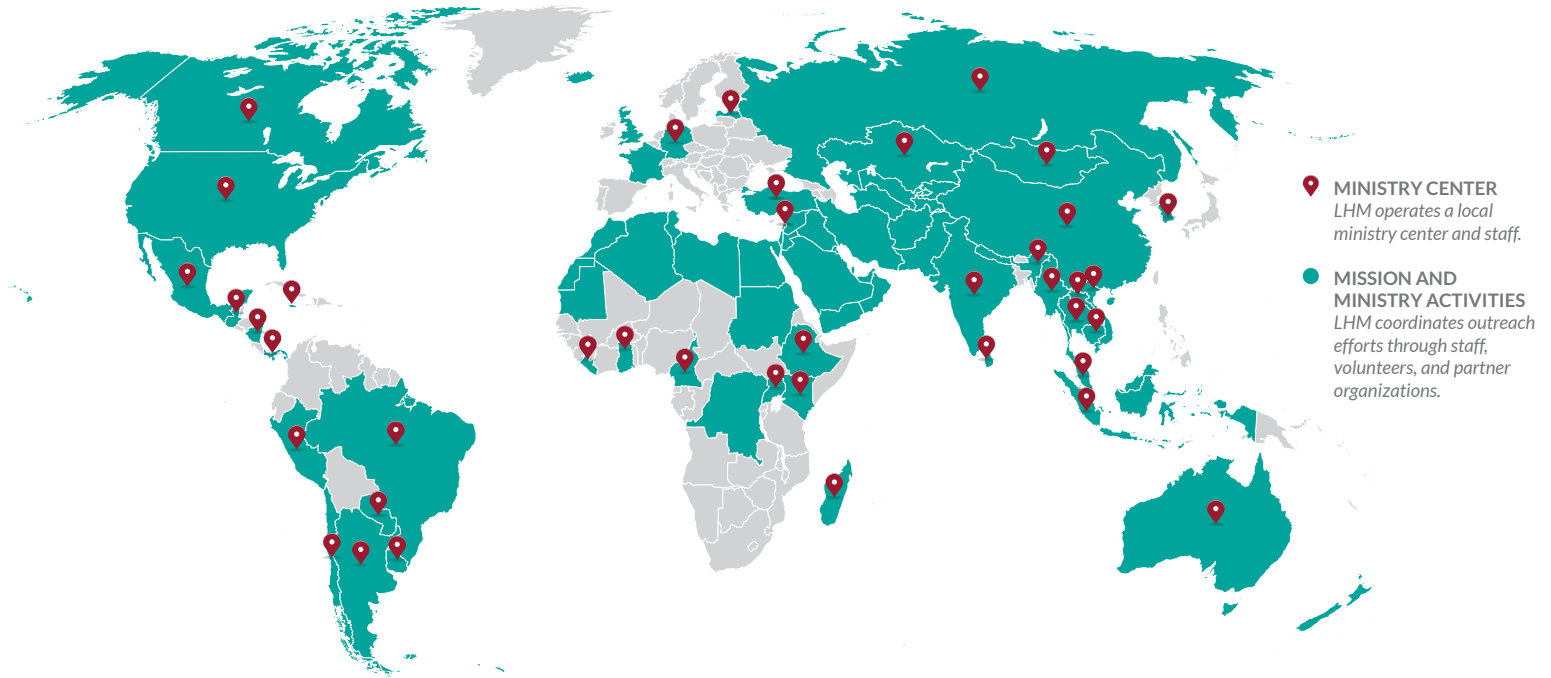 MINISTRY CENTER
LHM operates a local
ministry center and staff.
MISSION AND
MINISTRY ACTIVITIES
LHM coordinates outreach
efforts through staff,
volunteers, and partner
organizations.